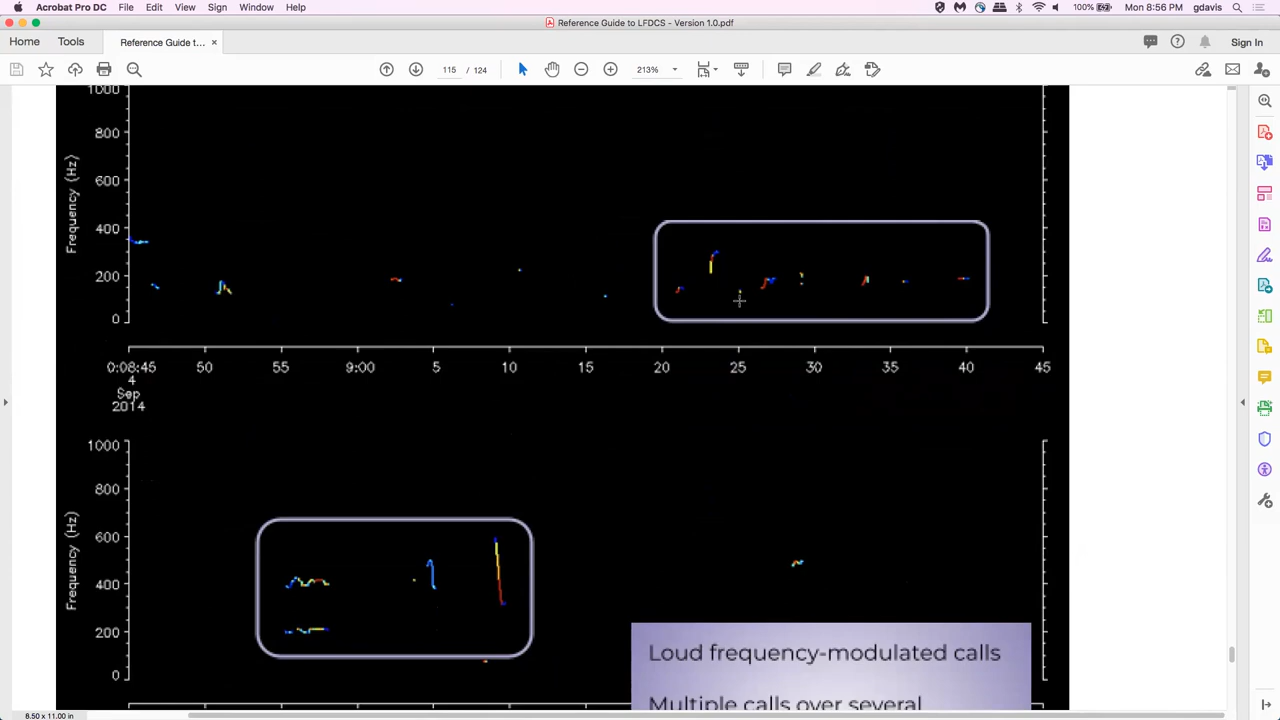 Acrobat Pro DC File Edit View Sign Window Help 100% Mon 8:56 PM gdavis
Reference Guide to LFDCS - Version 1.0.pdf
Home Tools Reference Guide t... × Sign In
115 / 124 213%
1000
800
600
400
200
0
Frequency (Hz)
0:08:45 50 55 9:00 5 10 15 20 25 30 35 40 45
4
Sep
2014
1000
800
600
400
200
0
Frequency (Hz)
Loud frequency-modulated calls
Multiple calls over several
8.50 x 11.00 in